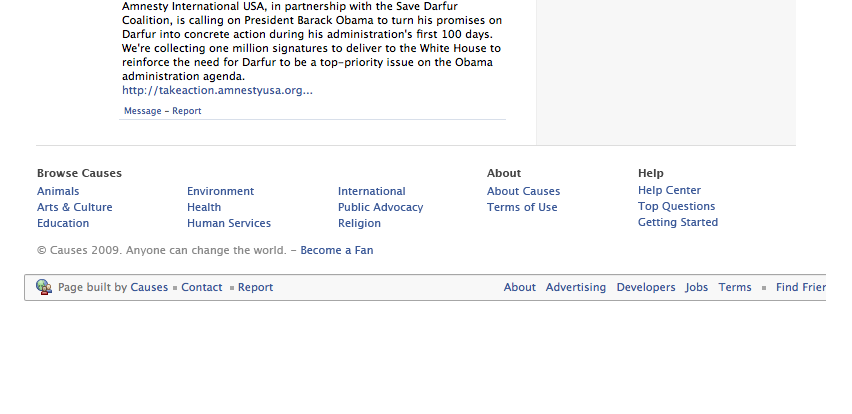 Amnesty International USA, in partnership with the Save Darfur
Coalition, is calling on President Barack Obama to turn his promises on
Darfur into concrete action during his administration's first 100 days.
We're collecting one million signatures to deliver to the White House to
reinforce the need for Darfur to be a top-priority issue on the Obama
administration agenda.
http://takeaction.amnestyusa.org...
Message - Report
Browse Causes
Animals
Arts & Culture
Education
Environment
Health
Human Services
International
Public Advocacy
Religion
About
About Causes
Terms of Use
Help
Help Center
Top Questions
Getting Started
© Causes 2009. Anyone can change the world. - Become a Fan
Page built by Causes ▪ Contact ▪ Report
About Advertising Developers Jobs Terms ▪ Find Frien